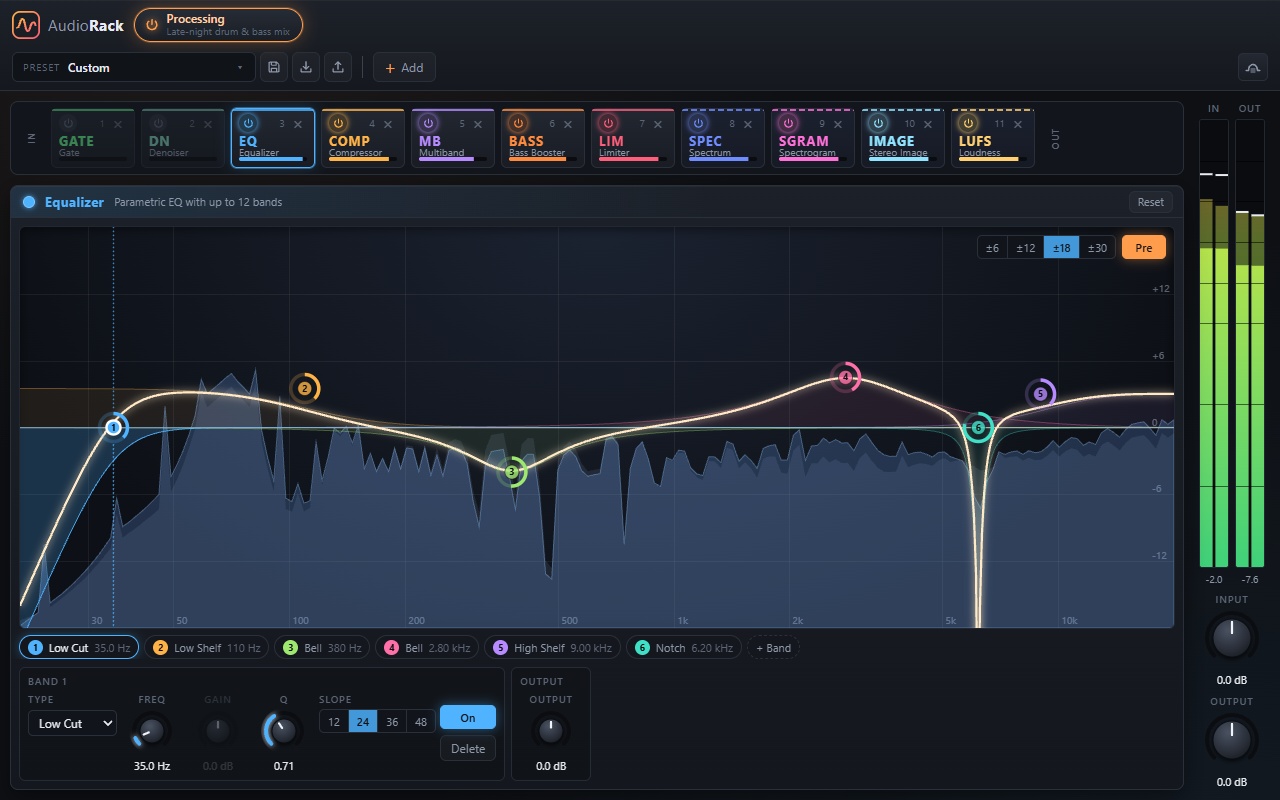 AudioRack
Processing
Late-night drum & bass mix
PRESET Custom
+ Add
IN OUT
IN
1 ×
GATE
Gate
2 ×
DN
Denoiser
3 ×
EQ
Equalizer
4 ×
COMP
Compressor
5 ×
MB
Multiband
6 ×
BASS
Bass Booster
7 ×
LIM
Limiter
8 ×
SPEC
Spectrum
9 ×
SGRAM
Spectrogram
10 ×
IMAGE
Stereo Image
11 ×
LUFS
Loudness
OUT
Equalizer Parametric EQ with up to 12 bands
Reset
±6 ±12 ±18 ±30 Pre
+12
+6
0
-6
-12
1
2
3
4
5
6
30 50 100 200 500 1k 2k 5k 10k
-2.0 -7.6
INPUT
0.0 dB
OUTPUT
0.0 dB
1 Low Cut 35.0 Hz
2 Low Shelf 110 Hz
3 Bell 380 Hz
4 Bell 2.80 kHz
5 High Shelf 9.00 kHz
6 Notch 6.20 kHz
+ Band
BAND 1
TYPE FREQ GAIN Q SLOPE
Low Cut
12 24 36 48
On
Delete
35.0 Hz 0.0 dB 0.71
OUTPUT
OUTPUT
0.0 dB